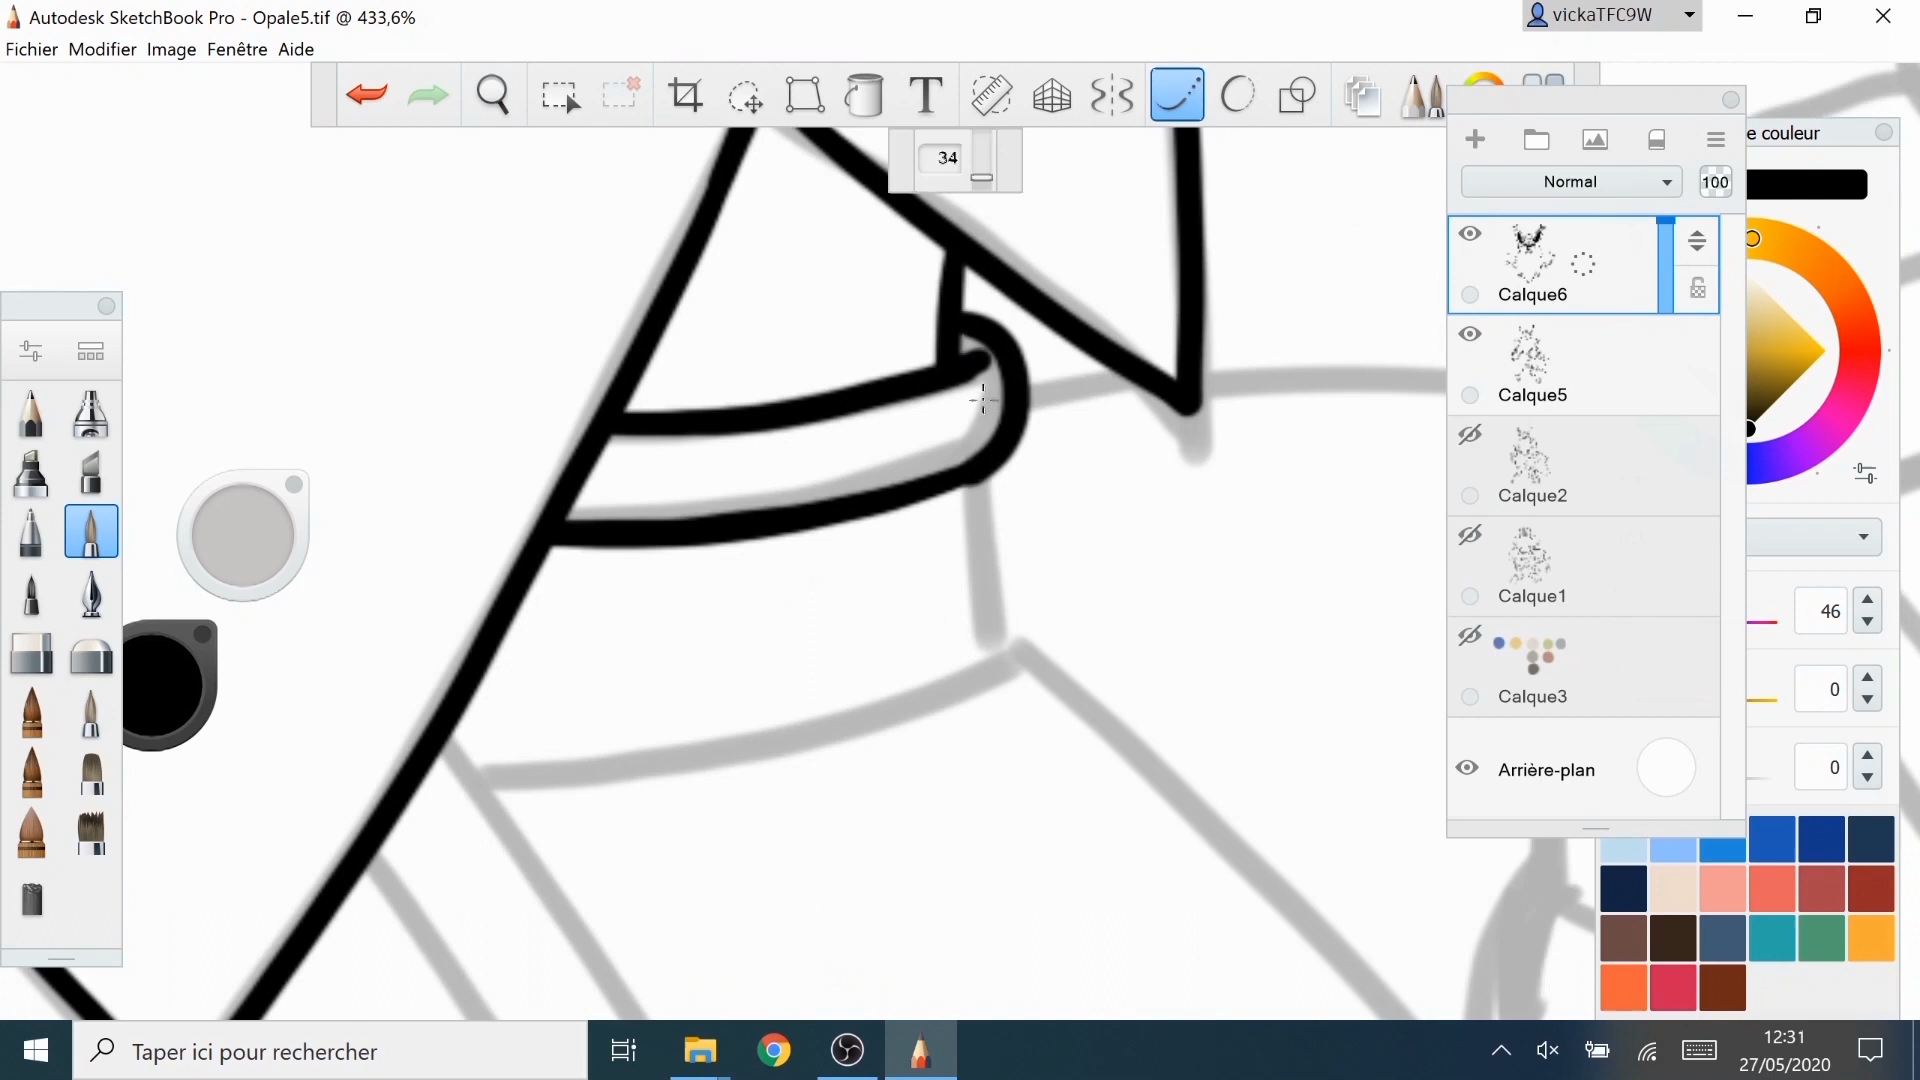 Autodesk SketchBook Pro - Opale5.tif @ 433,6%
vickaTFC9W
Fichier Modifier Image Fenêtre Aide
T
34
e couleur
Normal
100
Calque6
Calque5
Calque2
Calque1
46
Calque3
0
Arrière-plan
0
Taper ici pour rechercher
12:31
27/05/2020